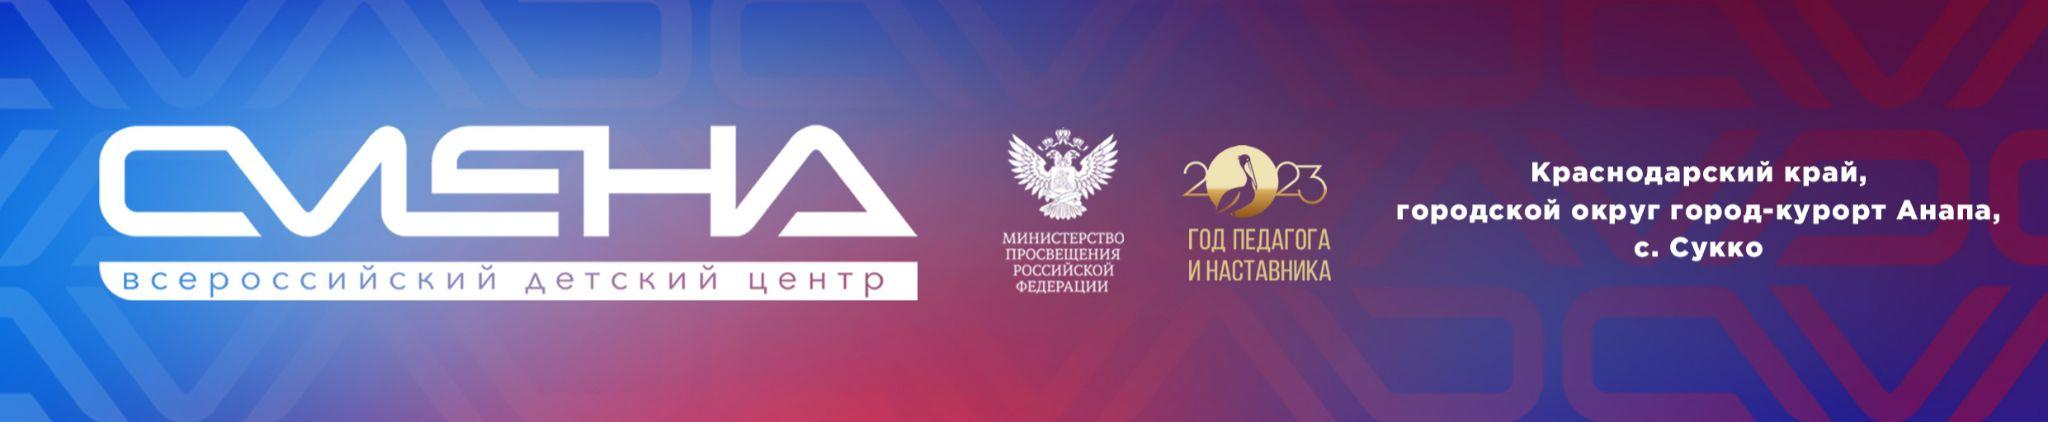 СМЕНА
всероссийский детский центр
МИНИСТЕРСТВО
ПРОСВЕЩЕНИЯ
РОССИЙСКОЙ
ФЕДЕРАЦИИ
2023
ГОД ПЕДАГОГА
И НАСТАВНИКА
Краснодарский край,
городской округ город-курорт Анапа,
с. Сукко